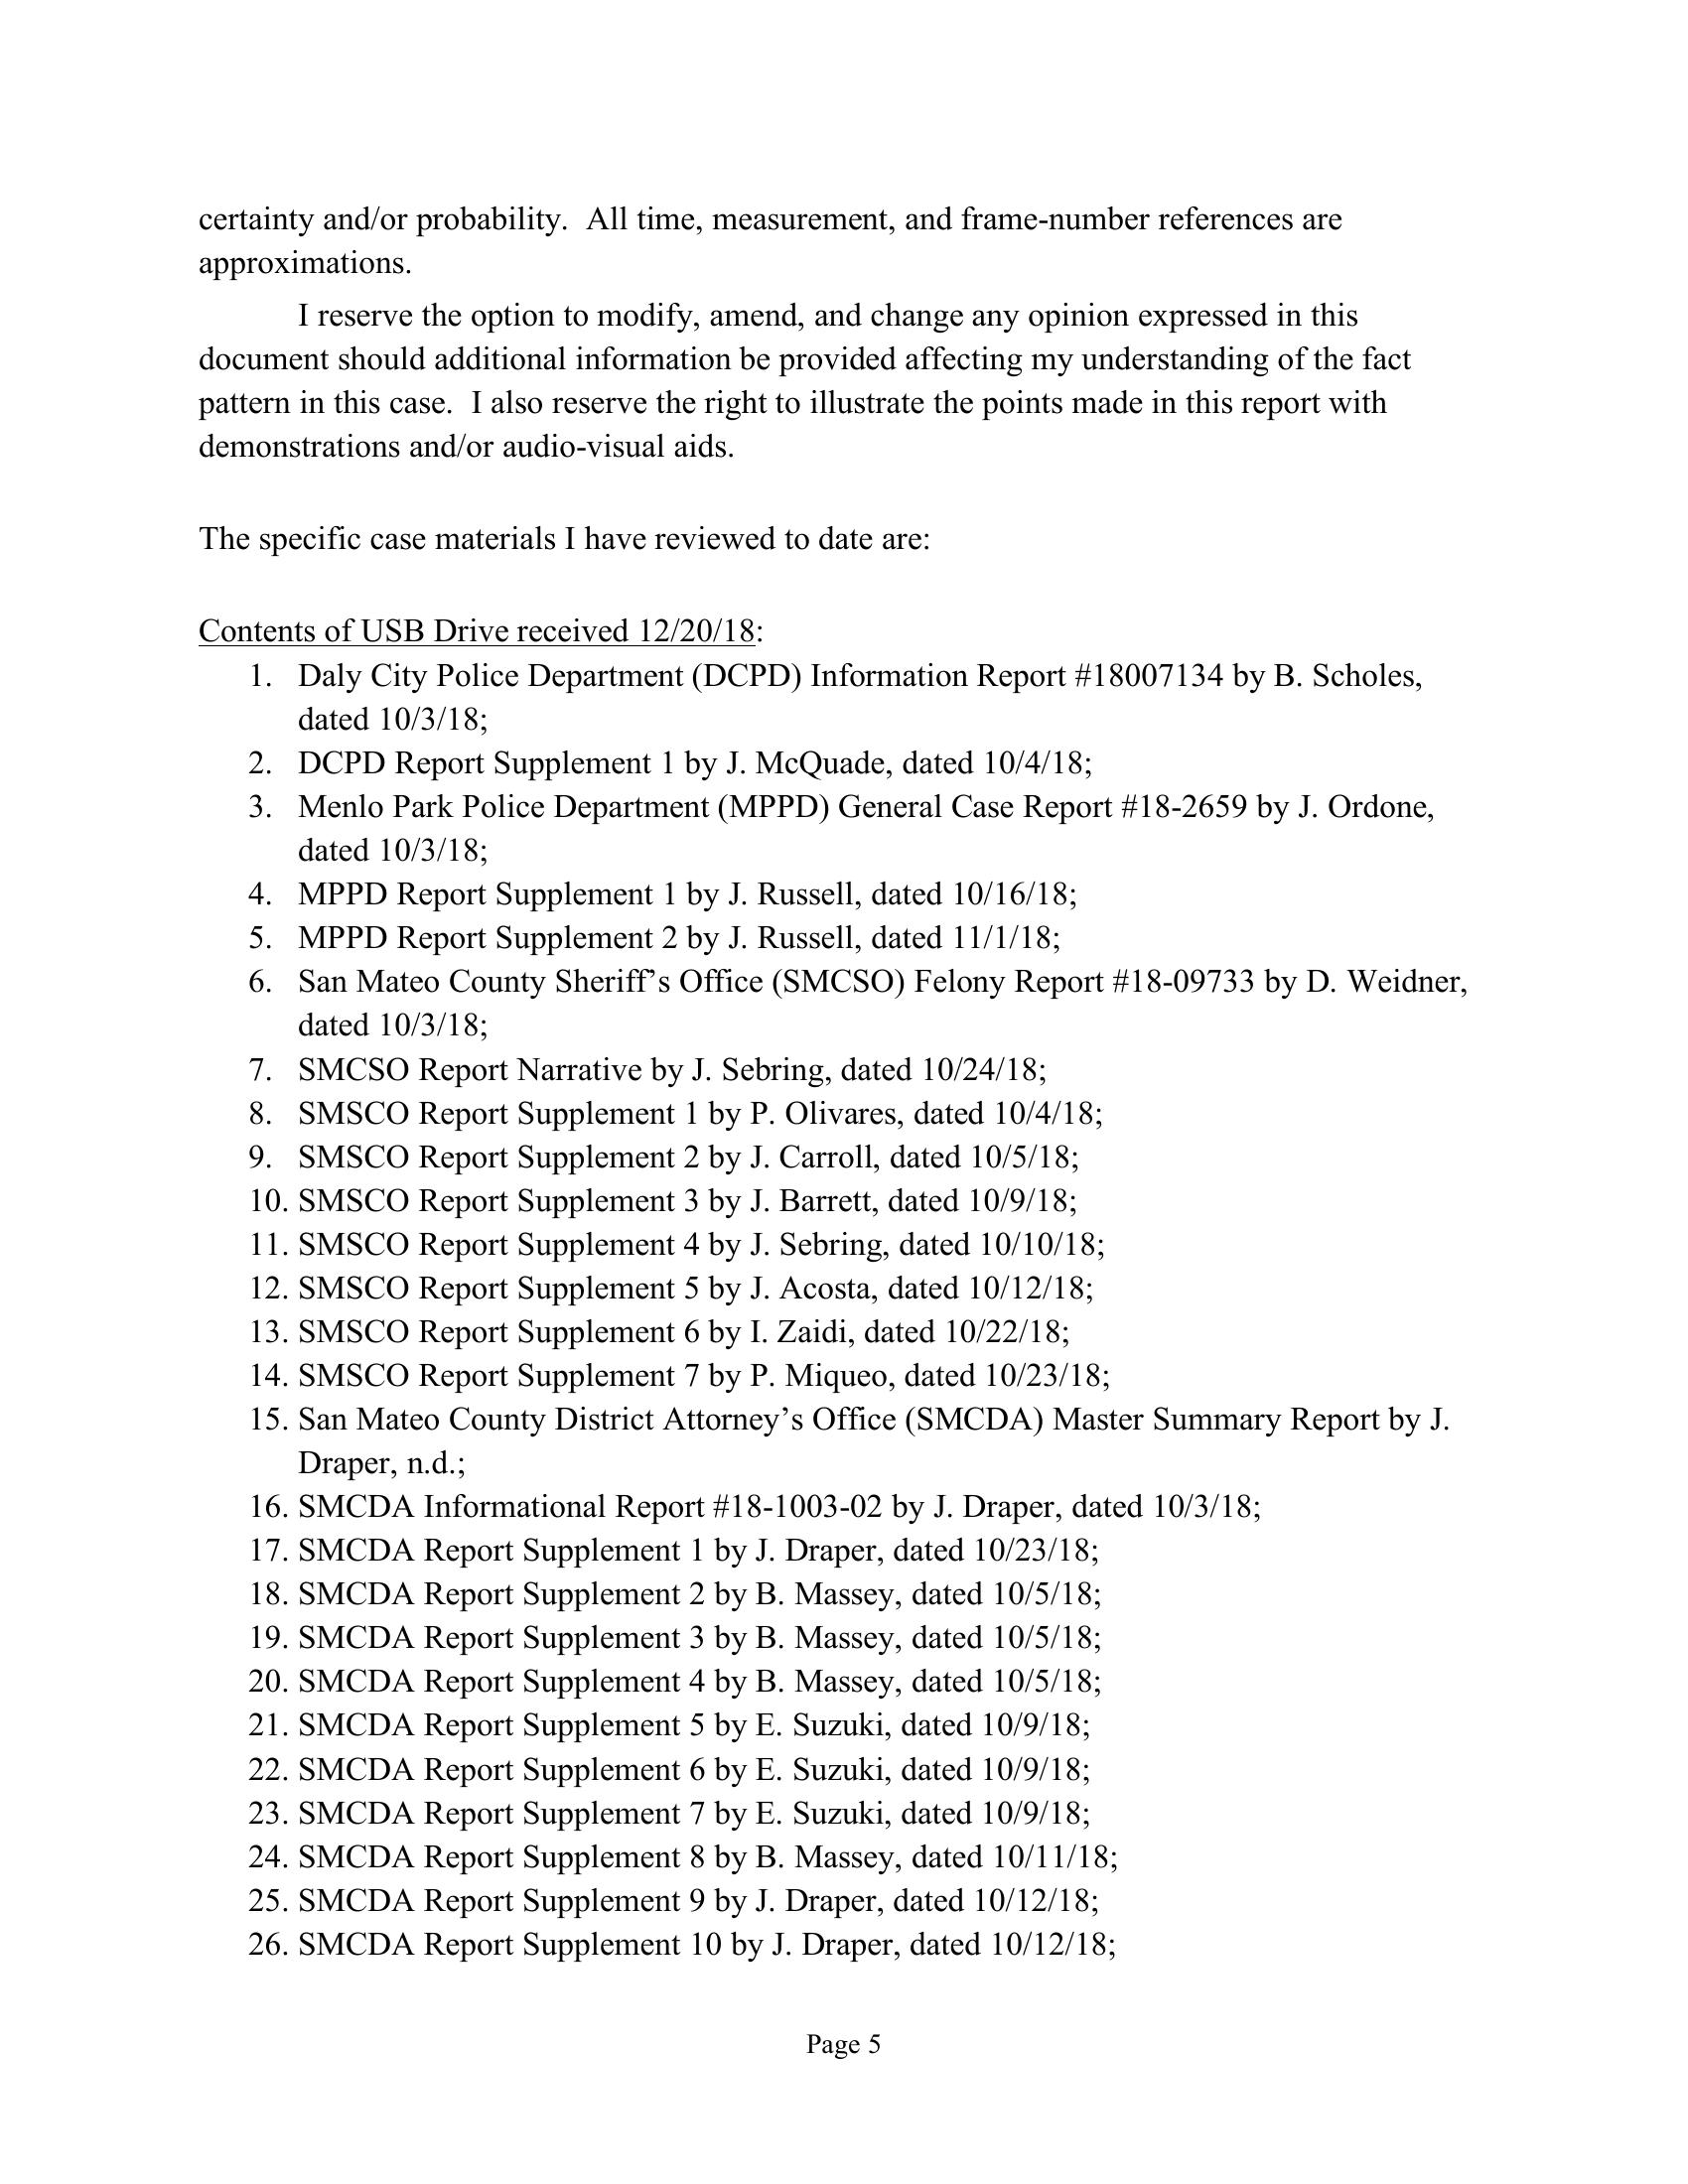 certainty and/or probability.  All time, measurement, and frame-number references are
approximations.
I reserve the option to modify, amend, and change any opinion expressed in this
document should additional information be provided affecting my understanding of the fact
pattern in this case.  I also reserve the right to illustrate the points made in this report with
demonstrations and/or audio-visual aids.
The specific case materials I have reviewed to date are:
Contents of USB Drive received 12/20/18:
1. Daly City Police Department (DCPD) Information Report #18007134 by B. Scholes,
dated 10/3/18;
2. DCPD Report Supplement 1 by J. McQuade, dated 10/4/18;
3. Menlo Park Police Department (MPPD) General Case Report #18-2659 by J. Ordone,
dated 10/3/18;
4. MPPD Report Supplement 1 by J. Russell, dated 10/16/18;
5. MPPD Report Supplement 2 by J. Russell, dated 11/1/18;
6. San Mateo County Sheriff’s Office (SMCSO) Felony Report #18-09733 by D. Weidner,
dated 10/3/18;
7. SMCSO Report Narrative by J. Sebring, dated 10/24/18;
8. SMSCO Report Supplement 1 by P. Olivares, dated 10/4/18;
9. SMSCO Report Supplement 2 by J. Carroll, dated 10/5/18;
10. SMSCO Report Supplement 3 by J. Barrett, dated 10/9/18;
11. SMSCO Report Supplement 4 by J. Sebring, dated 10/10/18;
12. SMSCO Report Supplement 5 by J. Acosta, dated 10/12/18;
13. SMSCO Report Supplement 6 by I. Zaidi, dated 10/22/18;
14. SMSCO Report Supplement 7 by P. Miqueo, dated 10/23/18;
15. San Mateo County District Attorney’s Office (SMCDA) Master Summary Report by J.
Draper, n.d.;
16. SMCDA Informational Report #18-1003-02 by J. Draper, dated 10/3/18;
17. SMCDA Report Supplement 1 by J. Draper, dated 10/23/18;
18. SMCDA Report Supplement 2 by B. Massey, dated 10/5/18;
19. SMCDA Report Supplement 3 by B. Massey, dated 10/5/18;
20. SMCDA Report Supplement 4 by B. Massey, dated 10/5/18;
21. SMCDA Report Supplement 5 by E. Suzuki, dated 10/9/18;
22. SMCDA Report Supplement 6 by E. Suzuki, dated 10/9/18;
23. SMCDA Report Supplement 7 by E. Suzuki, dated 10/9/18;
24. SMCDA Report Supplement 8 by B. Massey, dated 10/11/18;
25. SMCDA Report Supplement 9 by J. Draper, dated 10/12/18;
26. SMCDA Report Supplement 10 by J. Draper, dated 10/12/18;
Page 5